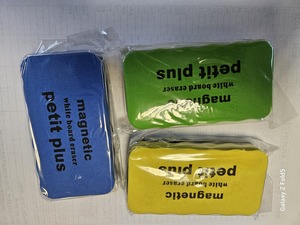 magnetic
white board eraser
petit plus
magnetic
white board eraser
petit plus
magnetic
white board eraser
petit plus
Galaxy Z Fold5